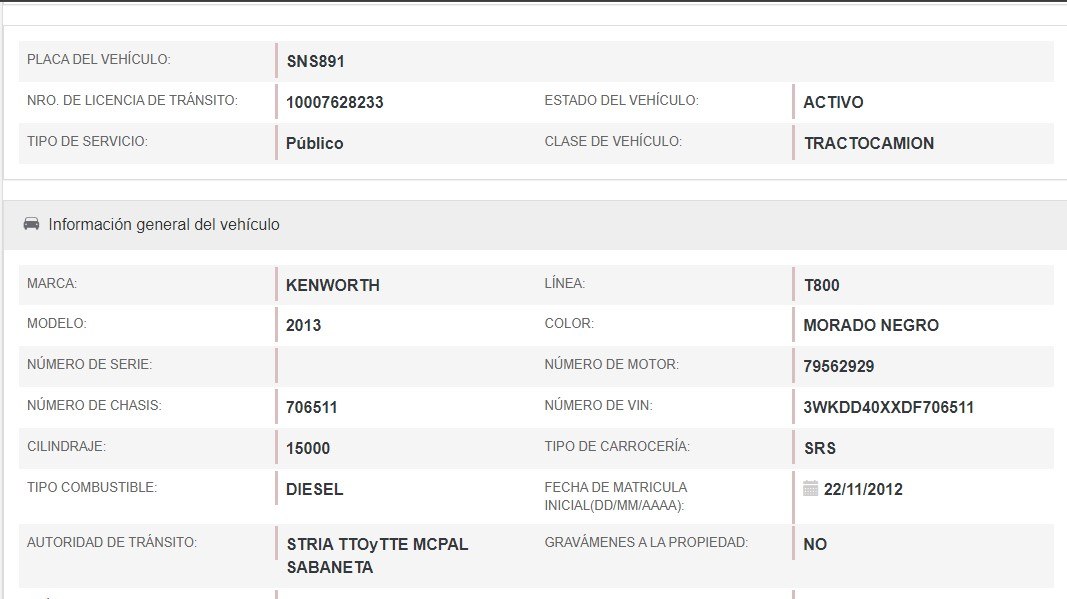 PLACA DEL VEHÍCULO: SNS891
NRO. DE LICENCIA DE TRÁNSITO: 10007628233 ESTADO DEL VEHÍCULO: ACTIVO
TIPO DE SERVICIO: Público CLASE DE VEHÍCULO: TRACTOCAMION
Información general del vehículo
MARCA: KENWORTH LÍNEA: T800
MODELO: 2013 COLOR: MORADO NEGRO
NÚMERO DE SERIE: NÚMERO DE MOTOR: 79562929
NÚMERO DE CHASIS: 706511 NÚMERO DE VIN: 3WKDD40XXDF706511
CILINDRAJE: 15000 TIPO DE CARROCERÍA: SRS
TIPO COMBUSTIBLE: DIESEL FECHA DE MATRICULA 22/11/2012
INICIAL(DD/MM/AAAA):
AUTORIDAD DE TRÁNSITO: STRIA TTOyTTE MCPAL GRAVÁMENES A LA PROPIEDAD: NO
SABANETA